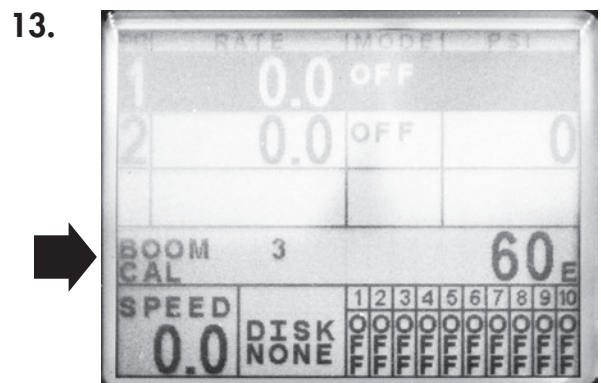 13.
RATE MODE PSI
1 0.0 OFF
2 0.0 OFF 0
BOOM CAL 3 60E
SPEED 0.0
DISK NONE
1 2 3 4 5 6 7 8 9 10
OFF OFF OFF OFF OFF OFF OFF OFF OFF OFF